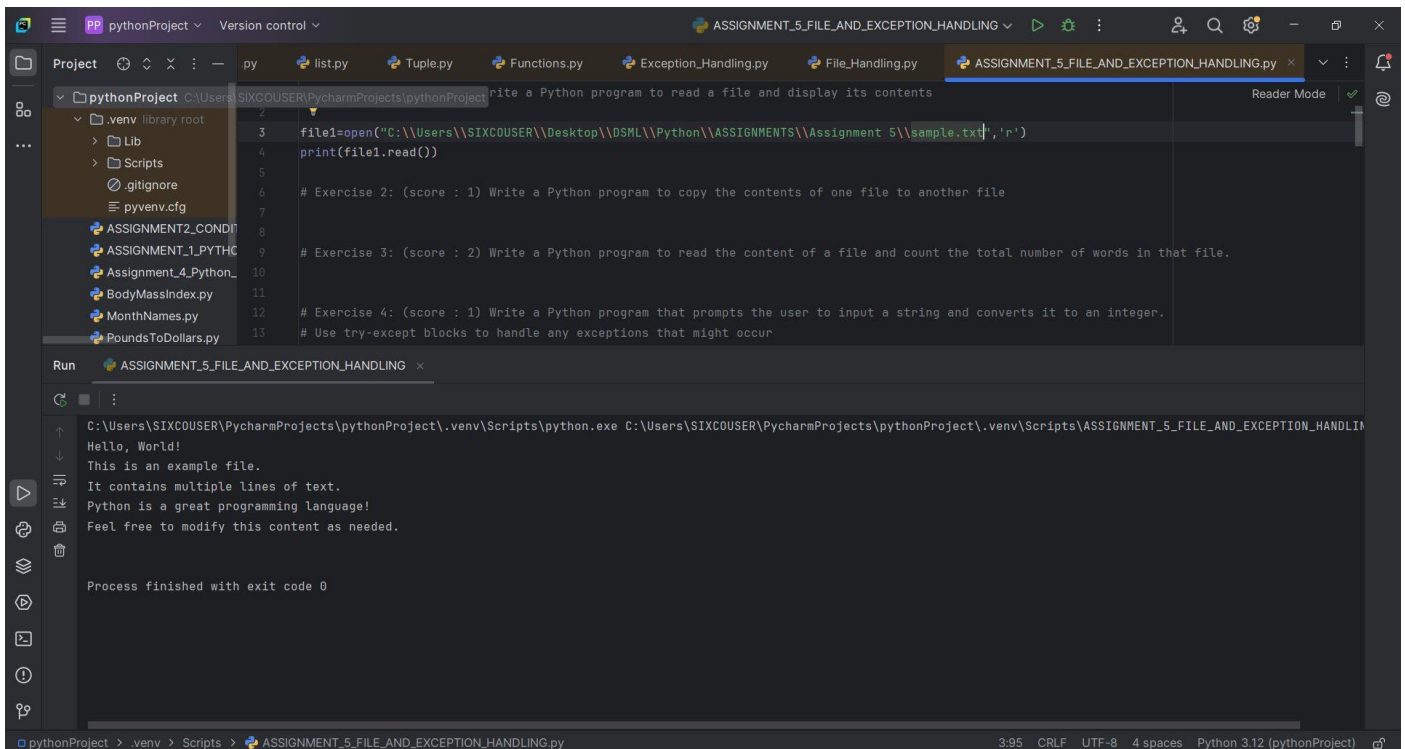 PP pythonProject Version control ASSIGNMENT_5_FILE_AND_EXCEPTION_HANDLING
Project .py list.py Tuple.py Functions.py Exception_Handling.py File_Handling.py ASSIGNMENT_5_FILE_AND_EXCEPTION_HANDLING.py
pythonProject C:\Users\SIXCOUSER\PycharmProjects\pythonProject rite a Python program to read a file and display its contents Reader Mode
.venv library root
Lib
Scripts
.gitignore
pyvenv.cfg
ASSIGNMENT2_CONDIT
ASSIGNMENT_1_PYTHO
Assignment_4_Python_
BodyMassIndex.py
MonthNames.py
PoundsToDollars.py
2
3 file1=open("C:\\Users\\SIXCOUSER\\Desktop\\DSML\\Python\\ASSIGNMENTS\\Assignment 5\\sample.txt",'r')
4 print(file1.read())
5
6 # Exercise 2: (score : 1) Write a Python program to copy the contents of one file to another file
7
8
9 # Exercise 3: (score : 2) Write a Python program to read the content of a file and count the total number of words in that file.
10
11
12 # Exercise 4: (score : 1) Write a Python program that prompts the user to input a string and converts it to an integer.
13 # Use try-except blocks to handle any exceptions that might occur
Run ASSIGNMENT_5_FILE_AND_EXCEPTION_HANDLING
C:\Users\SIXCOUSER\PycharmProjects\pythonProject\.venv\Scripts\python.exe C:\Users\SIXCOUSER\PycharmProjects\pythonProject\.venv\Scripts\ASSIGNMENT_5_FILE_AND_EXCEPTION_HANDLIN
Hello, World!
This is an example file.
It contains multiple lines of text.
Python is a great programming language!
Feel free to modify this content as needed.
Process finished with exit code 0
pythonProject > .venv > Scripts > ASSIGNMENT_5_FILE_AND_EXCEPTION_HANDLING.py 3:95 CRLF UTF-8 4 spaces Python 3.12 (pythonProject)